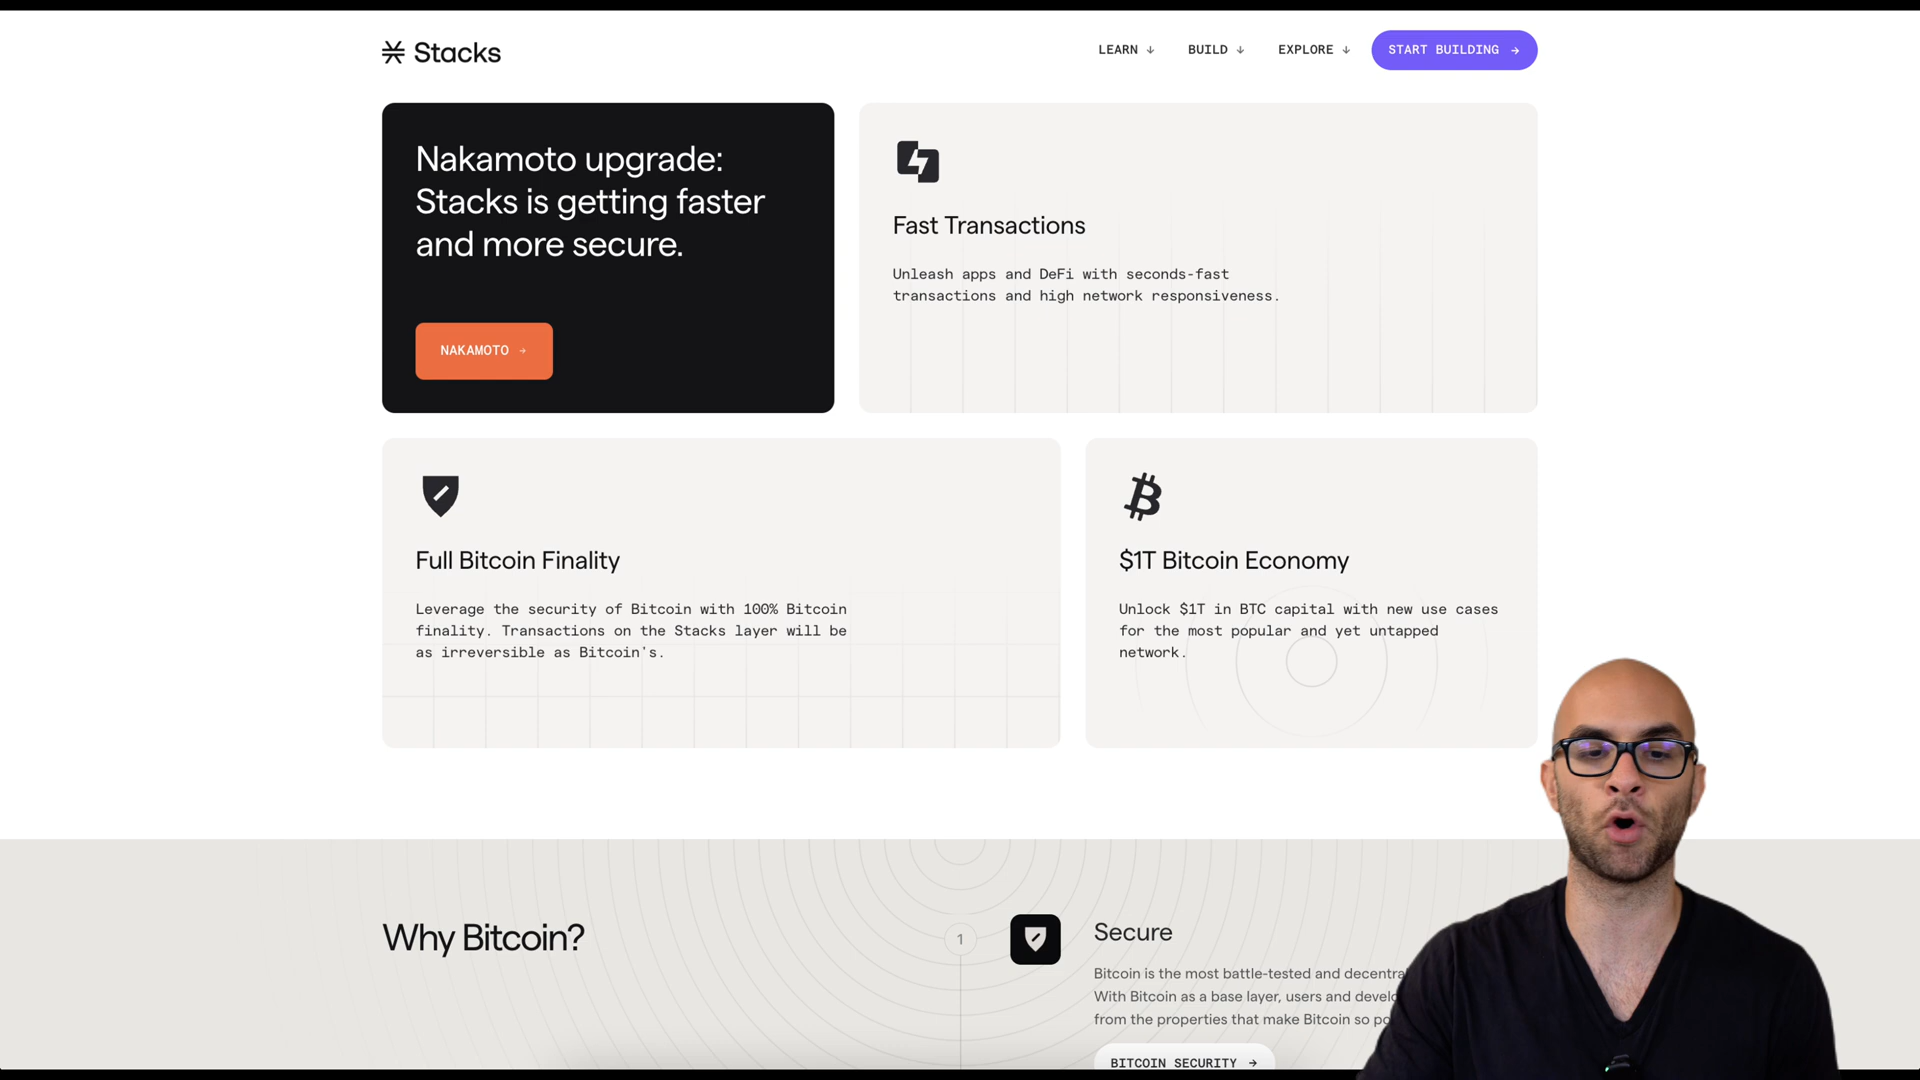 Stacks
LEARN ↓ BUILD ↓ EXPLORE ↓ START BUILDING →
Nakamoto upgrade:
Stacks is getting faster
and more secure.
NAKAMOTO →
Fast Transactions
Unleash apps and DeFi with seconds-fast
transactions and high network responsiveness.
Full Bitcoin Finality
Leverage the security of Bitcoin with 100% Bitcoin
finality. Transactions on the Stacks layer will be
as irreversible as Bitcoin's.
$1T Bitcoin Economy
Unlock $1T in BTC capital with new use cases
for the most popular and yet untapped
network.
Why Bitcoin?
1
Secure
Bitcoin is the most battle-tested and
With Bitcoin as a base layer, users and
from the properties that make Bitcoin so
BITCOIN SECURITY →